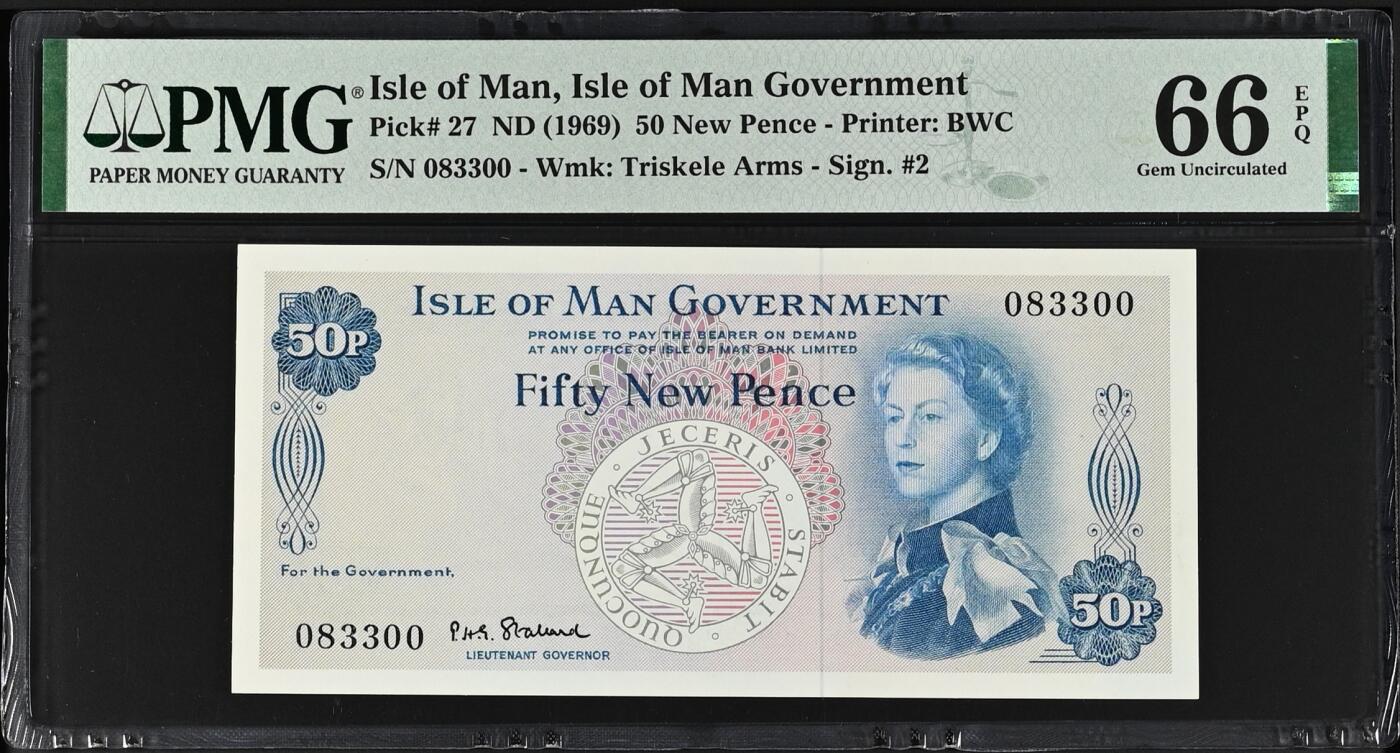 PMG®
PAPER MONEY GUARANTY
Isle of Man, Isle of Man Government
Pick# 27 ND (1969) 50 New Pence - Printer: BWC
S/N 083300 - Wmk: Triskele Arms - Sign. #2
66
EPQ
Gem Uncirculated
ISLE OF MAN GOVERNMENT
083300
50P
PROMISE TO PAY THE BEARER ON DEMAND
AT ANY OFFICE OF ISLE OF MAN BANK LIMITED
Fifty New Pence
QUOCUNQUE · JECERIS · STABIT ·
For the Government,
083300
P.H.G. Stallard
LIEUTENANT GOVERNOR
50P